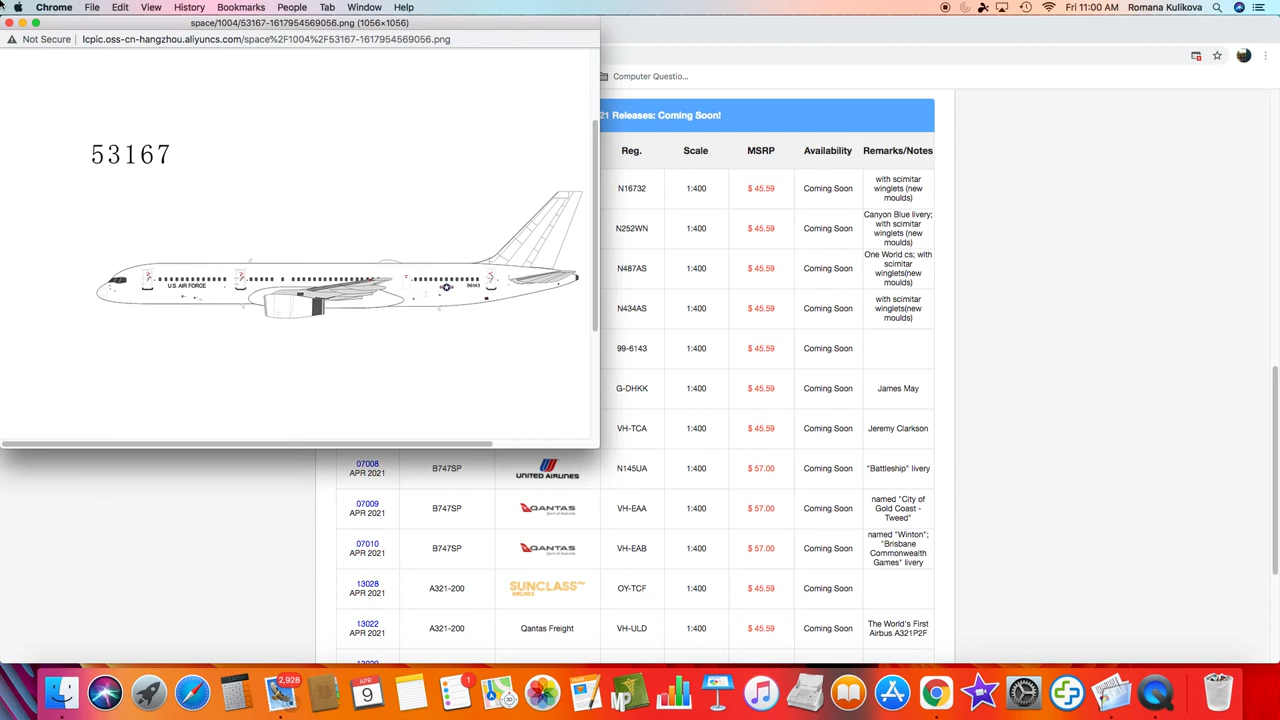 Chrome File Edit View History Bookmarks People Tab Window Help Fri 11:00 AM Romana Kulikova
space/1004/53167-1617954569056.png (1056×1056)
Not Secure lcpic.oss-cn-hangzhou.aliyuncs.com/space%2F1004%2F53167-1617954569056.png
Computer Questio...
53167
U.S. AIR FORCE 96143
21 Releases: Coming Soon!
Reg. Scale MSRP Availability Remarks/Notes
N16732 1:400 $ 45.59 Coming Soon with scimitar winglets (new moulds)
N252WN 1:400 $ 45.59 Coming Soon Canyon Blue livery; with scimitar winglets (new moulds)
N487AS 1:400 $ 45.59 Coming Soon One World cs; with scimitar winglets(new moulds)
N434AS 1:400 $ 45.59 Coming Soon with scimitar winglets(new moulds)
99-6143 1:400 $ 45.59 Coming Soon
G-DHKK 1:400 $ 45.59 Coming Soon James May
VH-TCA 1:400 $ 45.59 Coming Soon Jeremy Clarkson
07008 APR 2021 B747SP UNITED AIRLINES N145UA 1:400 $ 57.00 Coming Soon "Battleship" livery
07009 APR 2021 B747SP QANTAS Spirit of Australia VH-EAA 1:400 $ 57.00 Coming Soon named "City of Gold Coast - Tweed"
07010 APR 2021 B747SP QANTAS Spirit of Australia VH-EAB 1:400 $ 57.00 Coming Soon named "Winton"; "Brisbane Commonwealth Games" livery
13028 APR 2021 A321-200 SUNCLASS AIRLINES OY-TCF 1:400 $ 45.59 Coming Soon
13022 APR 2021 A321-200 Qantas Freight VH-ULD 1:400 $ 45.59 Coming Soon The World's First Airbus A321P2F
2,928
APR 9
1